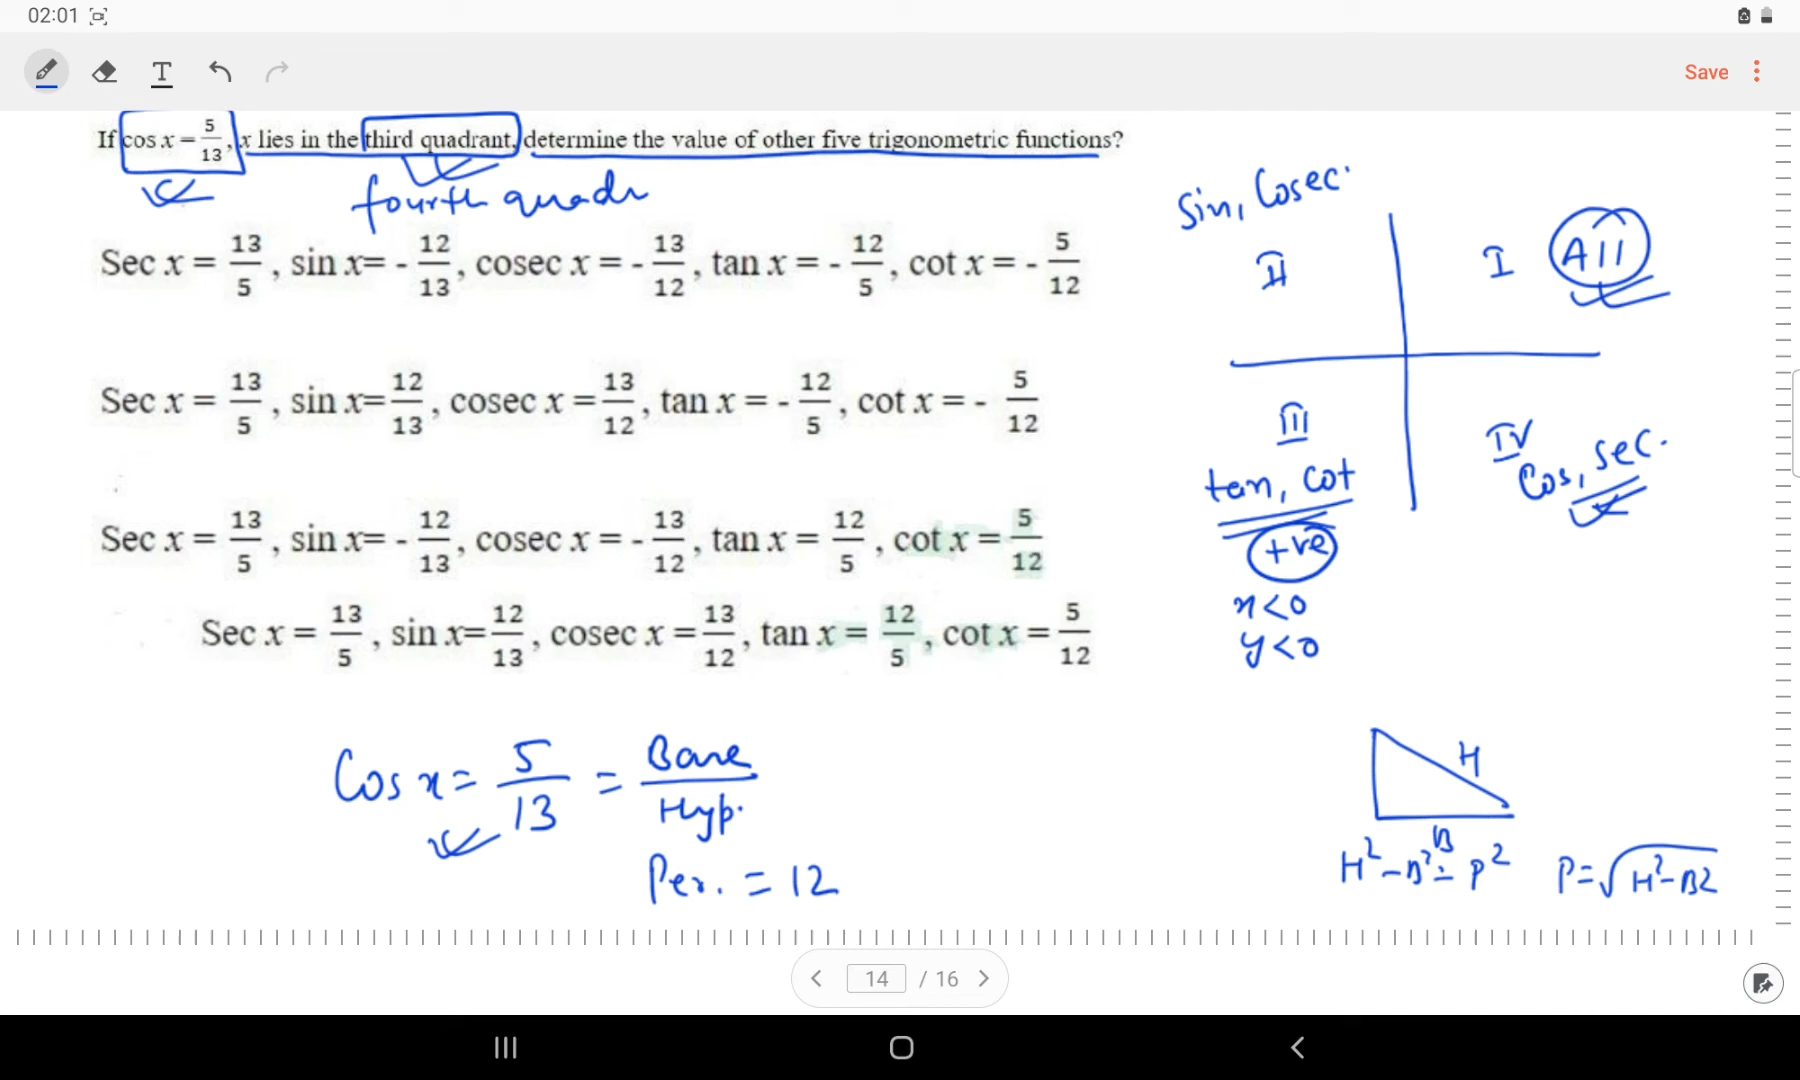 02:01
Save
If cos x = 5/13, x lies in the third quadrant, determine the value of other five trigonometric functions?
fourth quadr
Sin, Cosec.
II
I
All
Sec x = 13/5, sin x= - 12/13, cosec x = - 13/12, tan x = - 12/5, cot x = - 5/12
Sec x = 13/5, sin x= 12/13, cosec x = 13/12, tan x = - 12/5, cot x = - 5/12
III
tan, cot
+ve
x<0
y<0
IV
Cos, sec.
Sec x = 13/5, sin x= - 12/13, cosec x = - 13/12, tan x = 12/5, cot x = 5/12
Sec x = 13/5, sin x= 12/13, cosec x = 13/12, tan x = 12/5, cot x = 5/12
Cos x = 5/13 = Base/Hyp.
Per. = 12
H
B
H² - B² = P²
P = √H²-B2
14 / 16